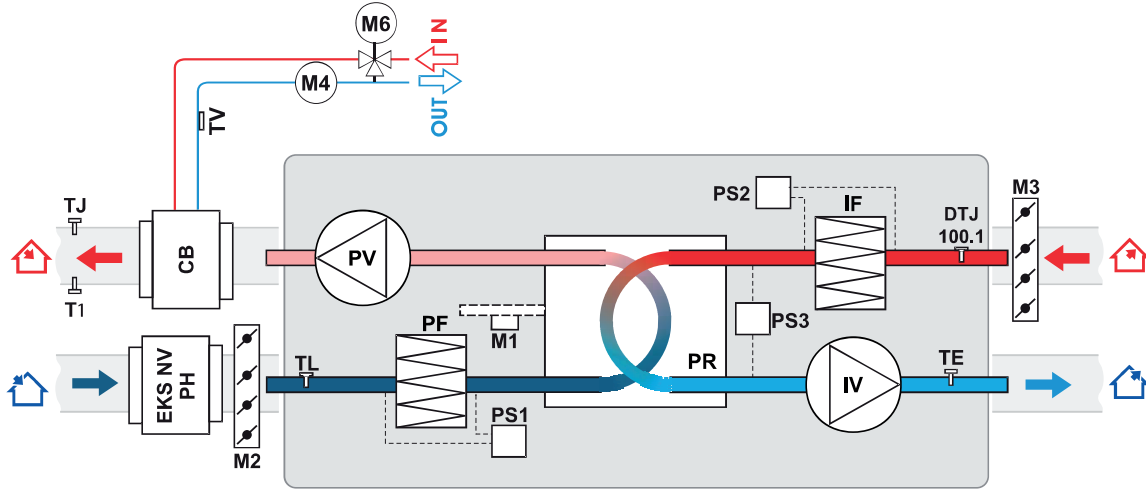 M6
IN
M4
OUT
TV
TJ
CB
T1
PV
PS2
IF
DTJ
100.1
M3
M1
PF
PS3
PR
EKS NV
PH
TL
IV
TE
PS1
M2